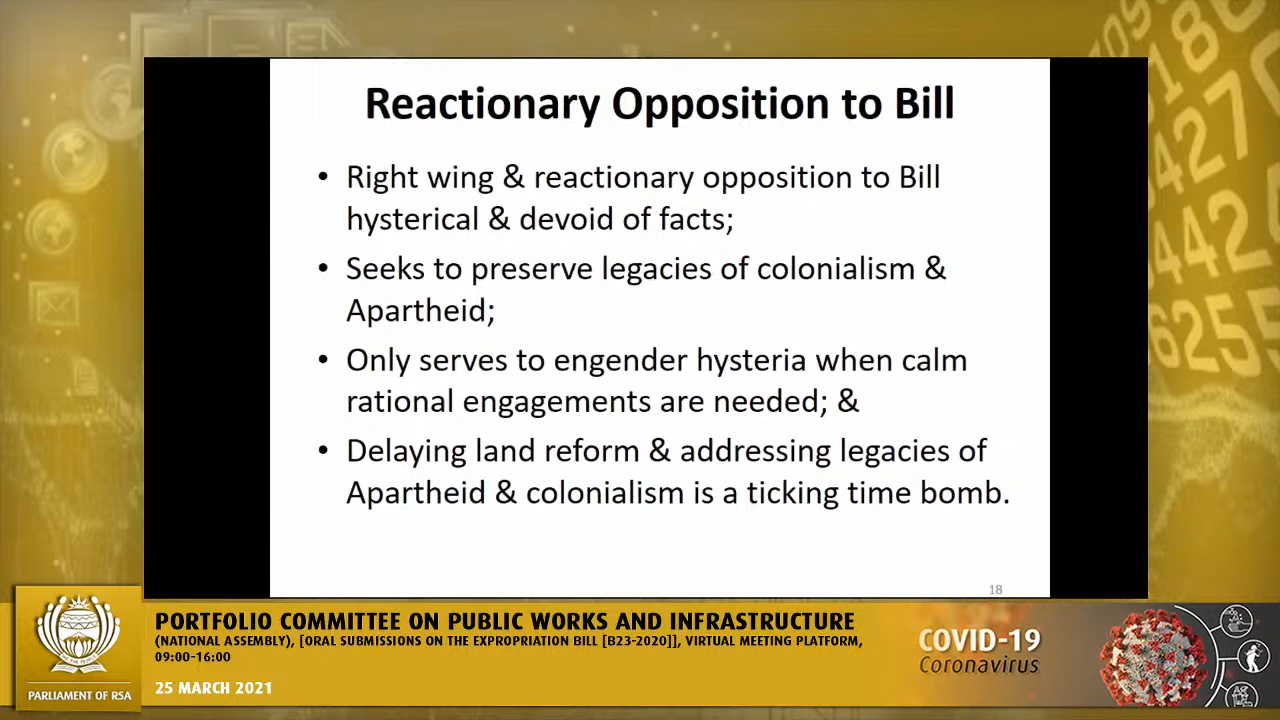 Reactionary Opposition to Bill
• Right wing & reactionary opposition to Bill
hysterical & devoid of facts;
• Seeks to preserve legacies of colonialism &
Apartheid;
• Only serves to engender hysteria when calm
rational engagements are needed; &
• Delaying land reform & addressing legacies of
Apartheid & colonialism is a ticking time bomb.
18
PORTFOLIO COMMITTEE ON PUBLIC WORKS AND INFRASTRUCTURE
(NATIONAL ASSEMBLY), [ORAL SUBMISSIONS ON THE EXPROPRIATION BILL [B23-2020]], VIRTUAL MEETING PLATFORM,
09:00-16:00
25 MARCH 2021
PARLIAMENT OF RSA
COVID-19
Coronavirus